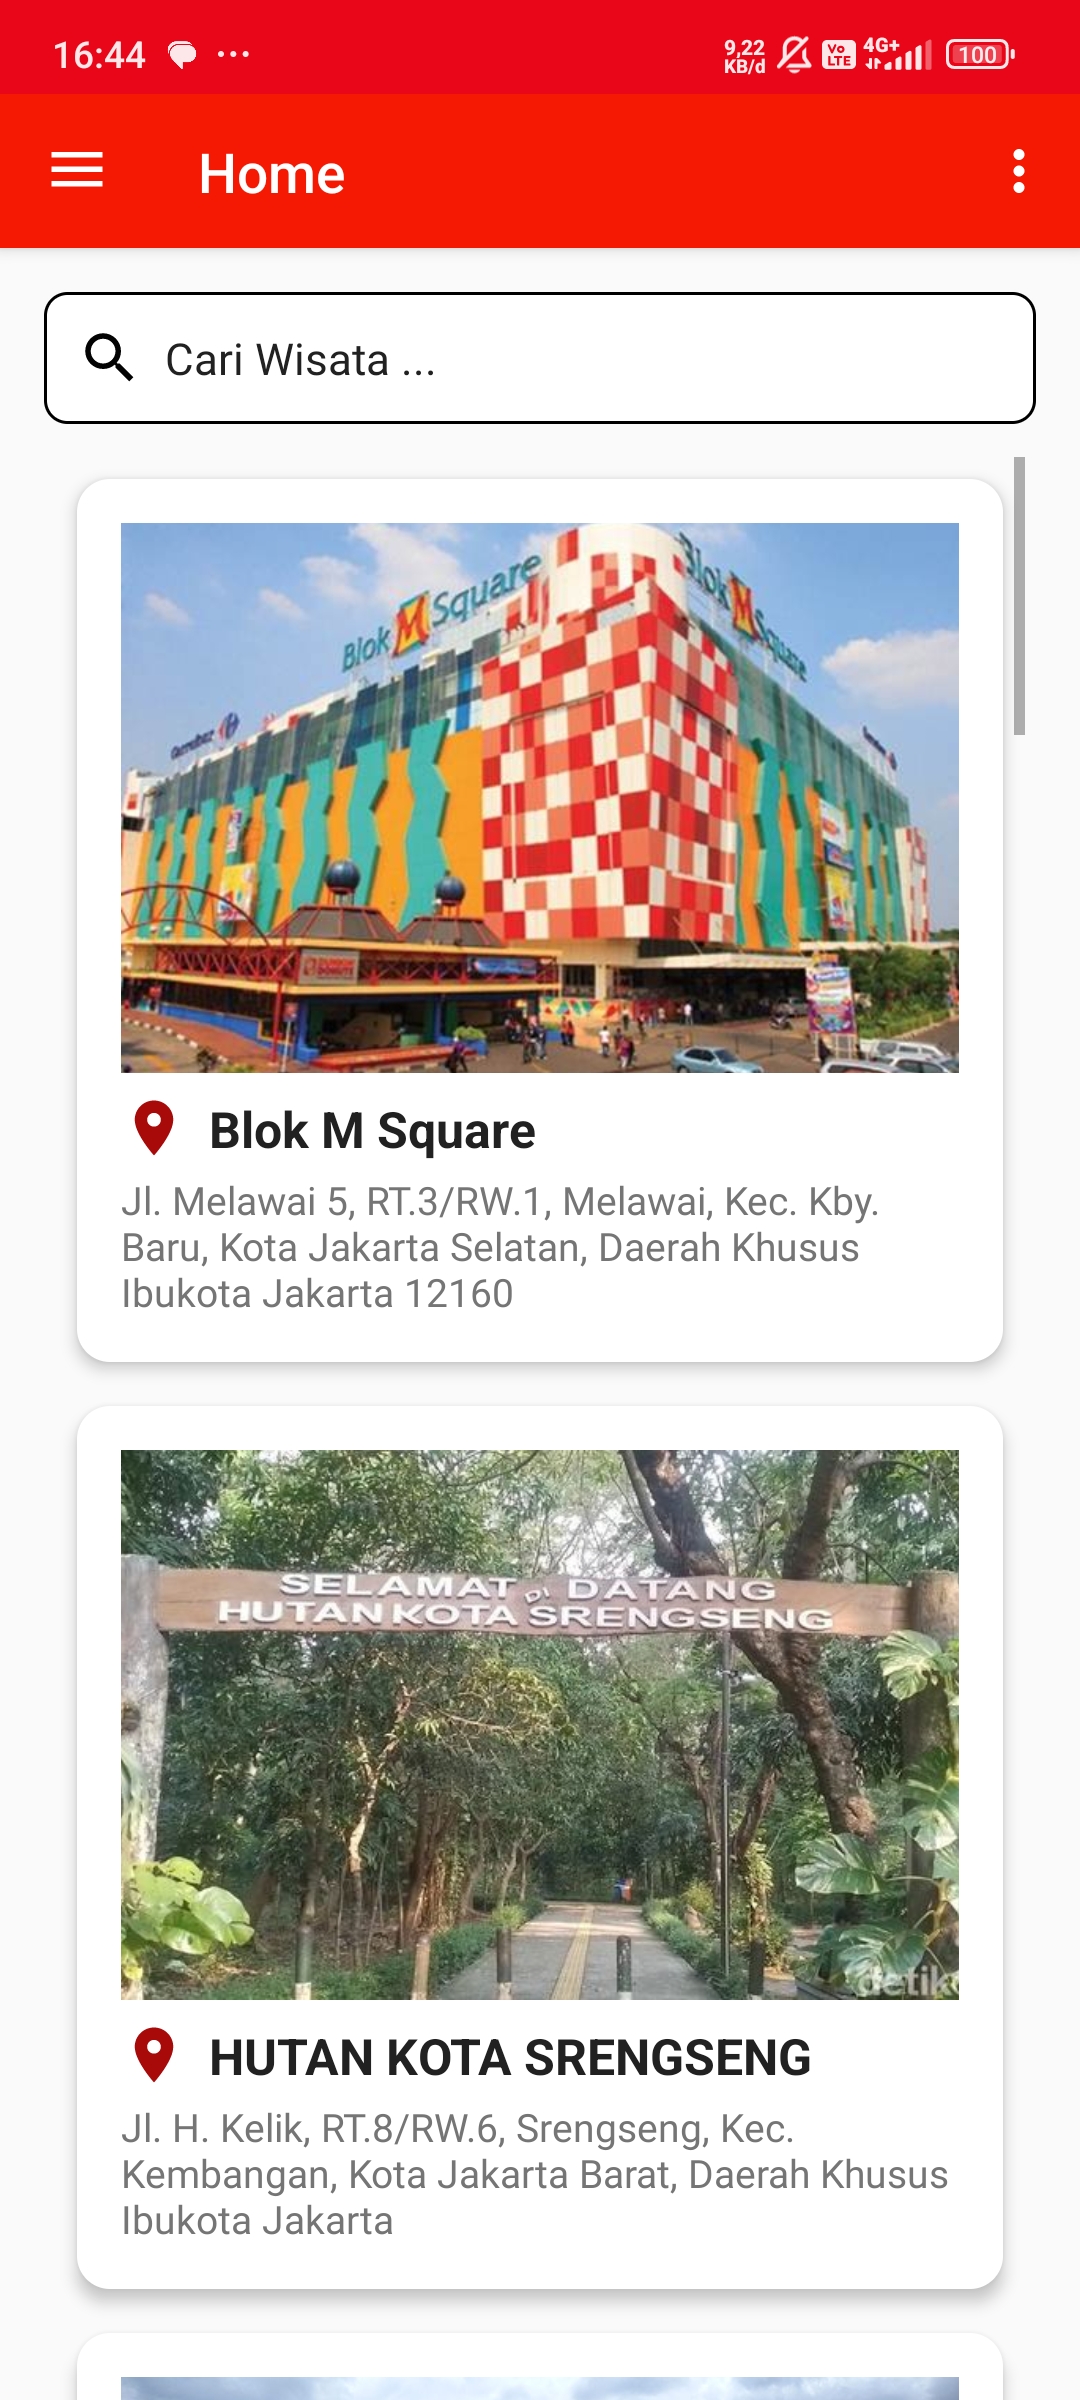 16:44
9,22
KB/d
Vo
LTE
4G+
100
Home
Cari Wisata ...
Blok M Square
Blok M Square
Carrefour
Blok M Square
Jl. Melawai 5, RT.3/RW.1, Melawai, Kec. Kby.
Baru, Kota Jakarta Selatan, Daerah Khusus
Ibukota Jakarta 12160
SELAMAT DI DATANG
HUTAN KOTA SRENGSENG
detik
HUTAN KOTA SRENGSENG
Jl. H. Kelik, RT.8/RW.6, Srengseng, Kec.
Kembangan, Kota Jakarta Barat, Daerah Khusus
Ibukota Jakarta